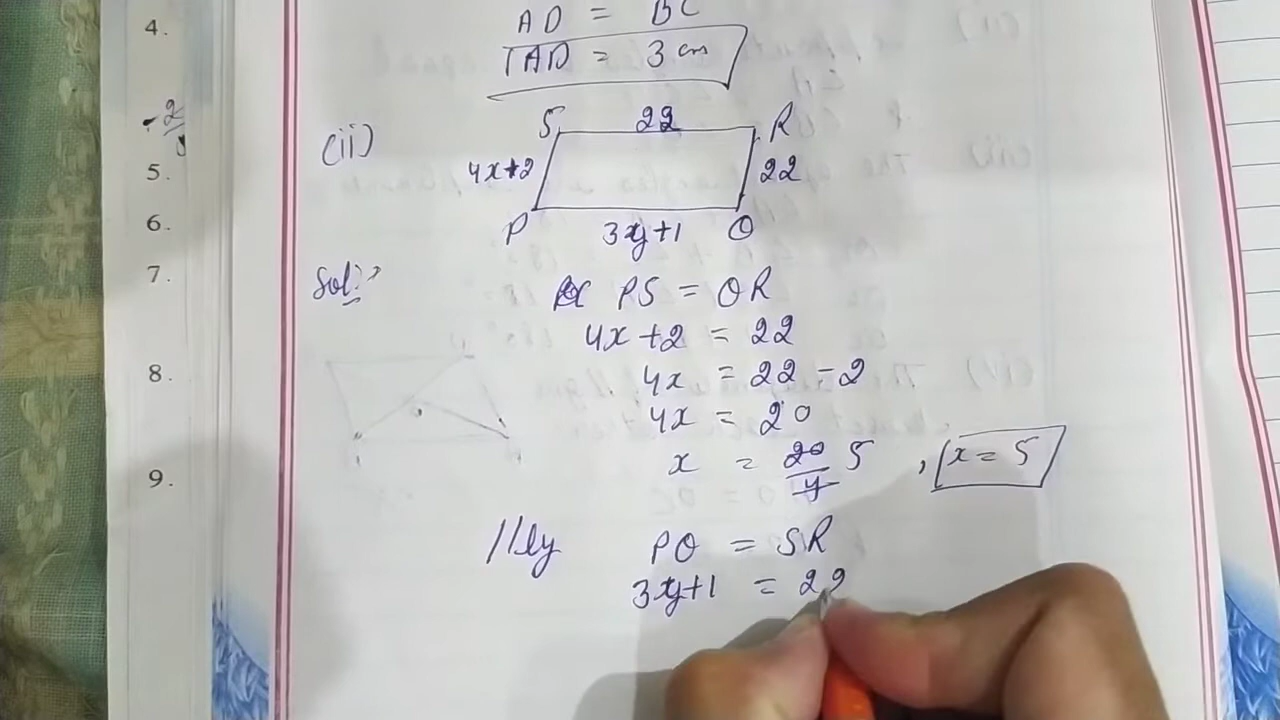 4.
AD = BC
AD = 3 cm
2
(ii)
S 22 R
4x+2
22
5.
6.
P 3y+1 Q
7.
Sol:
PS = QR
4x+2 = 22
8.
4x = 22-2
4x = 20
9.
x = 20/4 5 , x = 5
//ly PQ = SR
3y+1 = 22